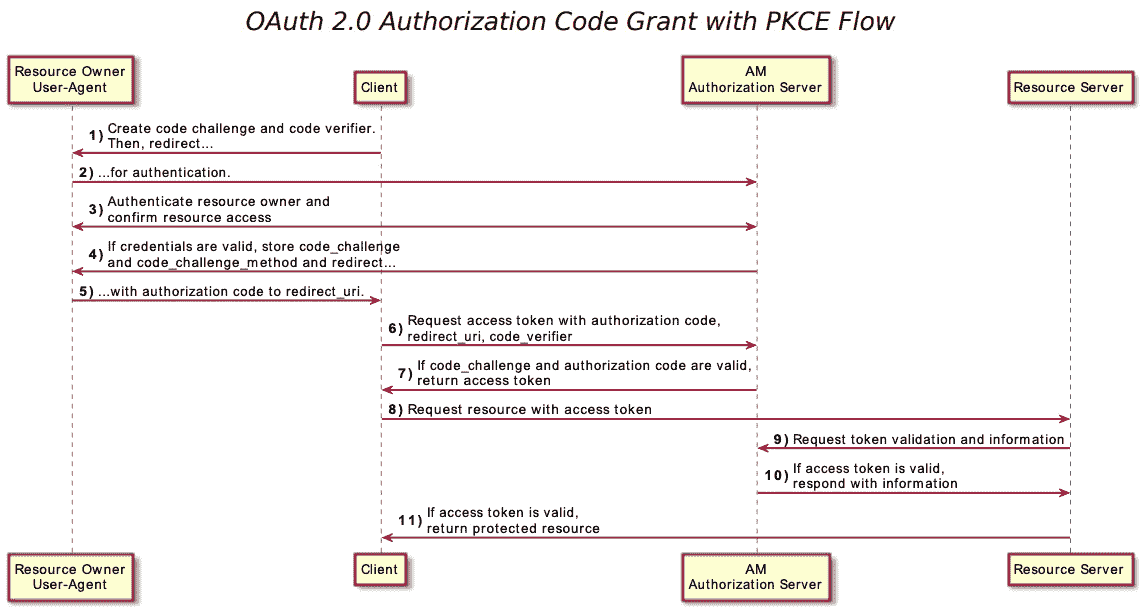 OAuth 2.0 Authorization Code Grant with PKCE Flow
Resource Owner
User-Agent
Client
AM
Authorization Server
Resource Server
1) Create code challenge and code verifier.
Then, redirect...
2) ...for authentication.
3) Authenticate resource owner and
confirm resource access
4) If credentials are valid, store code_challenge
and code_challenge_method and redirect...
5) ...with authorization code to redirect_uri.
6) Request access token with authorization code,
redirect_uri, code_verifier
7) If code_challenge and authorization code are valid,
return access token
8) Request resource with access token
9) Request token validation and information
10) If access token is valid,
respond with information
11) If access token is valid,
return protected resource
Resource Owner
User-Agent
Client
AM
Authorization Server
Resource Server